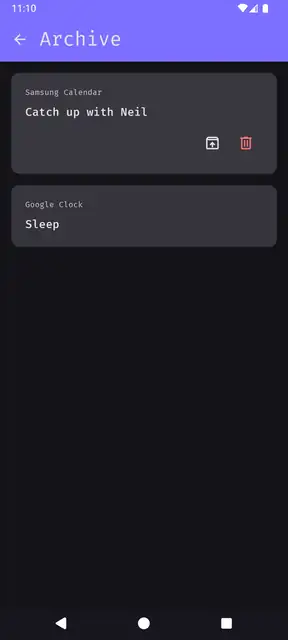 11:10
Archive
Samsung Calendar
Catch up with Neil
Google Clock
Sleep